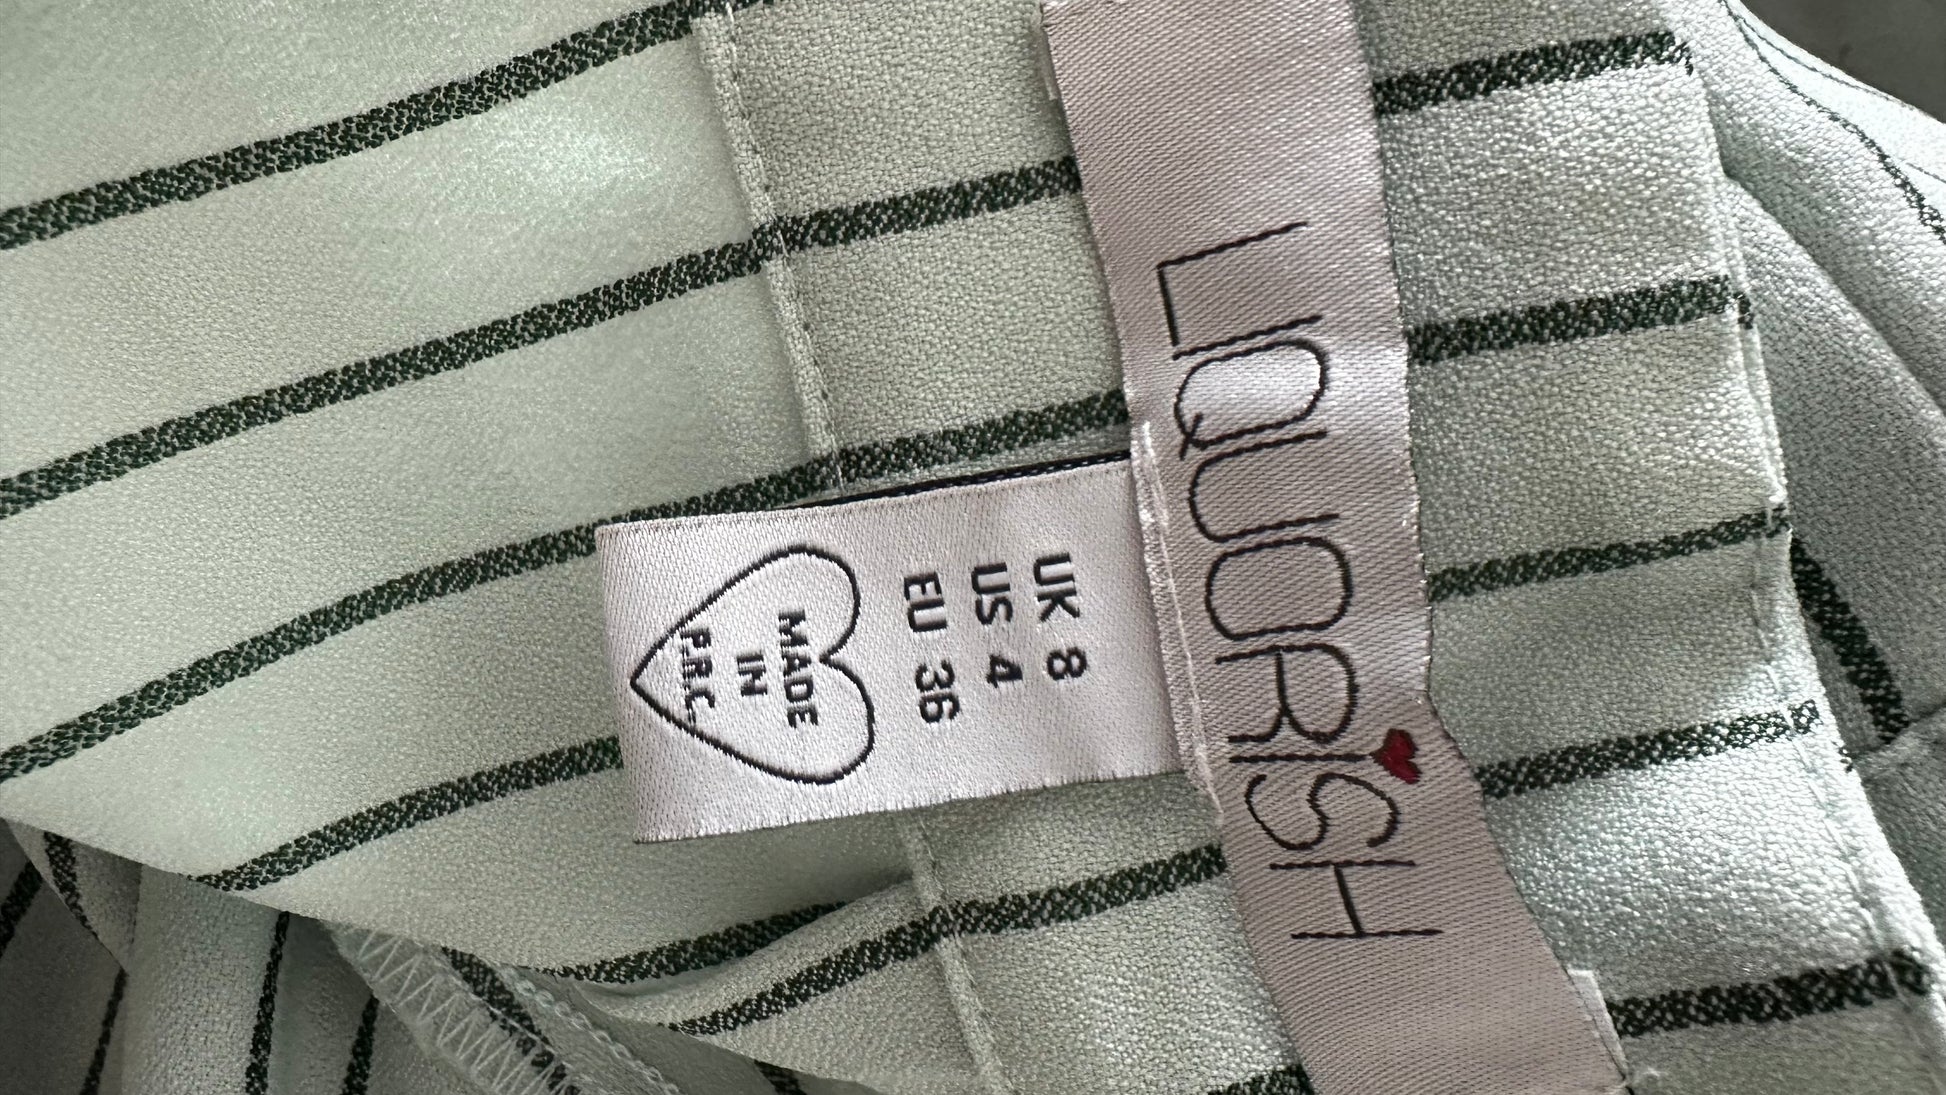 LIQUORISH
UK 8
US 4
EU 36
MADE
IN
P.R.C.